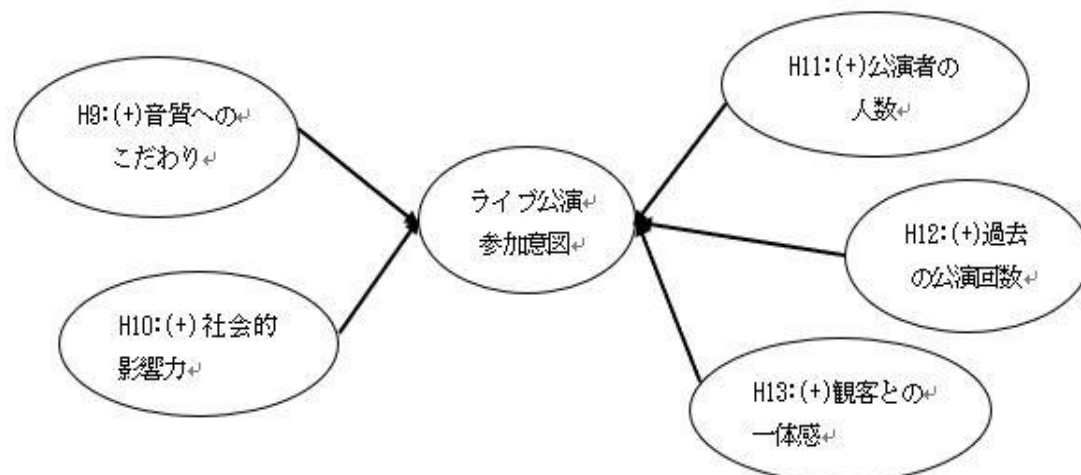 H9:(+)音質への
こだわり
H10:(+)社会的
影響力
ライブ公演
参加意図
H11:(+)公演者の
人数
H12:(+)過去
の公演回数
H13:(+)観客との
一体感